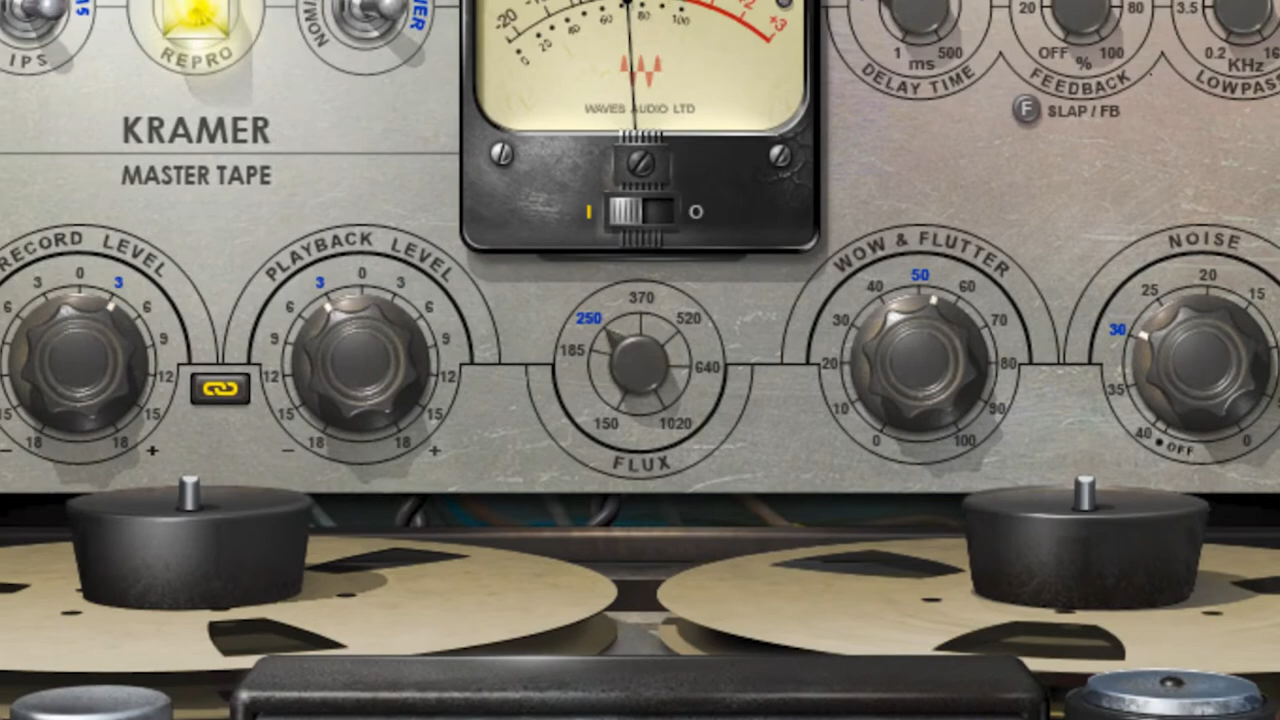 IPS
REPRO
-20
0 20 40 60 80 100
+3
WAVES AUDIO LTD
1 500
ms
DELAY TIME
20 80
OFF 100
%
FEEDBACK
3.5
0.2
KHz
LOWPAS
F SLAP / FB
KRAMER
MASTER TAPE
I O
RECORD LEVEL
3 0 3
6 6
9
12
15 15
18 18
- +
PLAYBACK LEVEL
3 0 3
6 6
9 9
12 12
15 15
18 18
- +
370
250 520
185 640
150 1020
FLUX
WOW & FLUTTER
50
40 60
30 70
20 80
10 90
0 100
NOISE
20
25 15
30
35
40 OFF 0